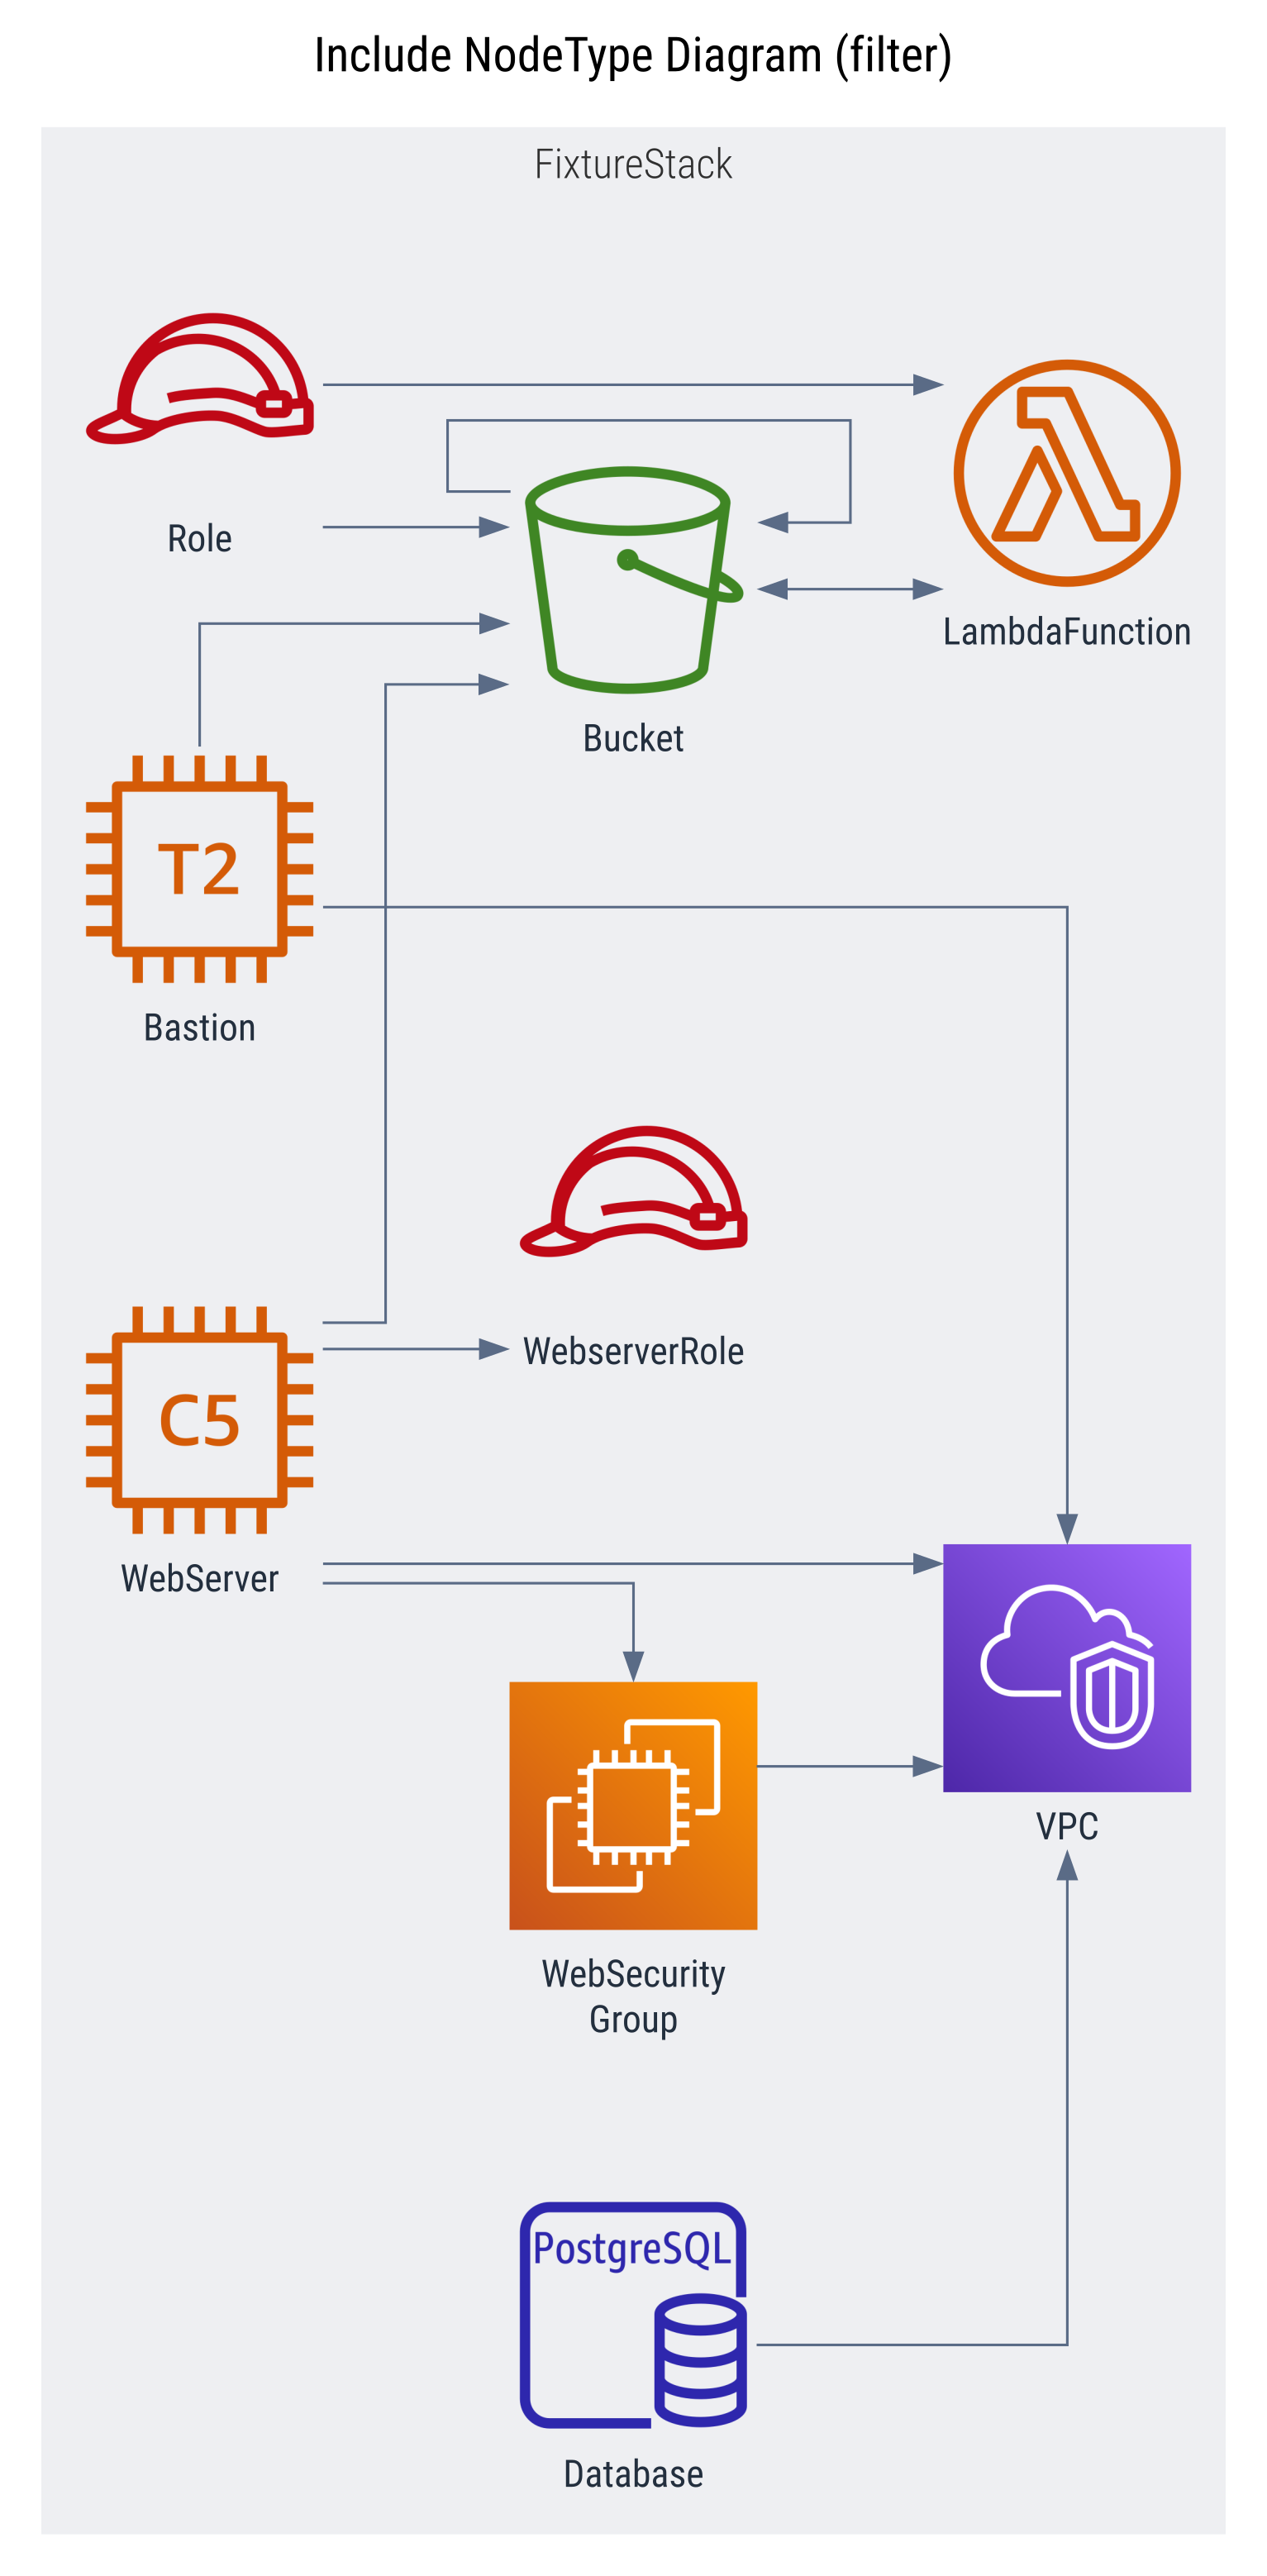 Include NodeType Diagram (filter)
FixtureStack
Role
LambdaFunction
Bucket
T2
Bastion
WebserverRole
C5
WebServer
VPC
WebSecurity
Group
PostgreSQL
Database